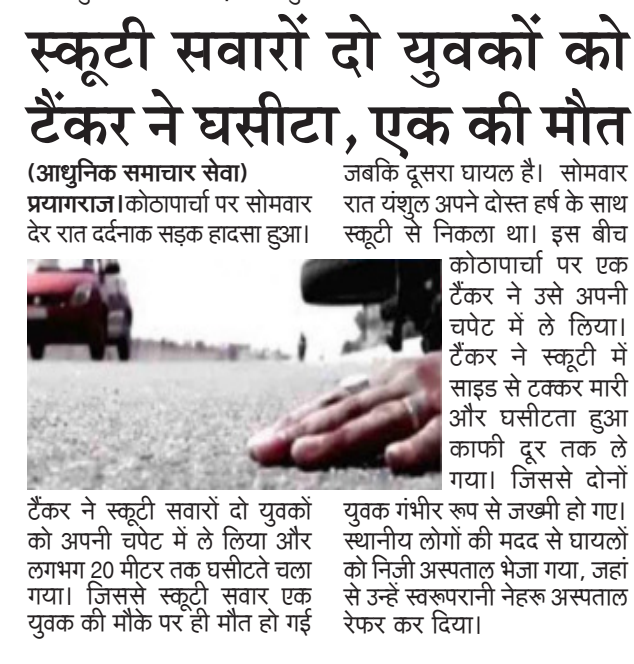 स्कूटी सवारों दो युवकों को
टैंकर ने घसीटा, एक की मौत
(आधुनिक समाचार सेवा)
प्रयागराज।कोठापार्चा पर सोमवार
देर रात दर्दनाक सड़क हादसा हुआ।
टैंकर ने स्कूटी सवारों दो युवकों
को अपनी चपेट में ले लिया और
लगभग 20 मीटर तक घसीटते चला
गया। जिससे स्कूटी सवार एक
युवक की मौके पर ही मौत हो गई
जबकि दूसरा घायल है। सोमवार
रात यंशुल अपने दोस्त हर्ष के साथ
स्कूटी से निकला था। इस बीच
कोठापार्चा पर एक
टैंकर ने उसे अपनी
चपेट में ले लिया।
टैंकर ने स्कूटी में
साइड से टक्कर मारी
और घसीटता हुआ
काफी दूर तक ले
गया। जिससे दोनों
युवक गंभीर रूप से जख्मी हो गए।
स्थानीय लोगों की मदद से घायलों
को निजी अस्पताल भेजा गया, जहां
से उन्हें स्वरूपरानी नेहरू अस्पताल
रेफर कर दिया।